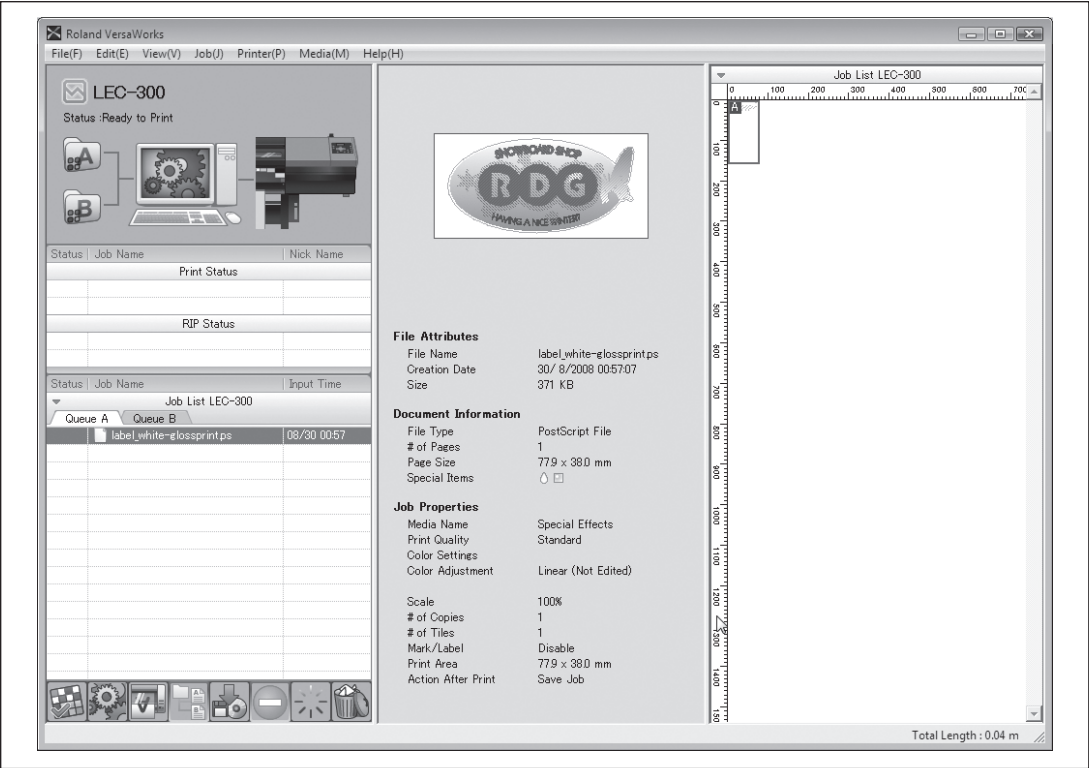 Roland VersaWorks
File(F) Edit(E) View(V) Job(J) Printer(P) Media(M) Help(H)
LEC-300
Status :Ready to Print
A
B
Status Job Name Nick Name
Print Status
RIP Status
Status Job Name Input Time
Job List LEC-300
Queue A Queue B
label_white-glossprint.ps 08/30 00:57
SNOWBOARD SHOP
RDG
HAVING A NICE WINTER!!
File Attributes
File Name label_white-glossprint.ps
Creation Date 30/ 8/2008 00:57:07
Size 371 KB
Document Information
File Type PostScript File
# of Pages 1
Page Size 77.9 x 38.0 mm
Special Items
Job Properties
Media Name Special Effects
Print Quality Standard
Color Settings
Color Adjustment Linear (Not Edited)
Scale 100%
# of Copies 1
# of Tiles 1
Mark/Label Disable
Print Area 77.9 x 38.0 mm
Action After Print Save Job
Job List LEC-300
0 100 200 300 400 500 600 700
A
0
100
200
300
400
500
600
700
800
900
1000
1100
1200
1300
1400
150
Total Length : 0.04 m